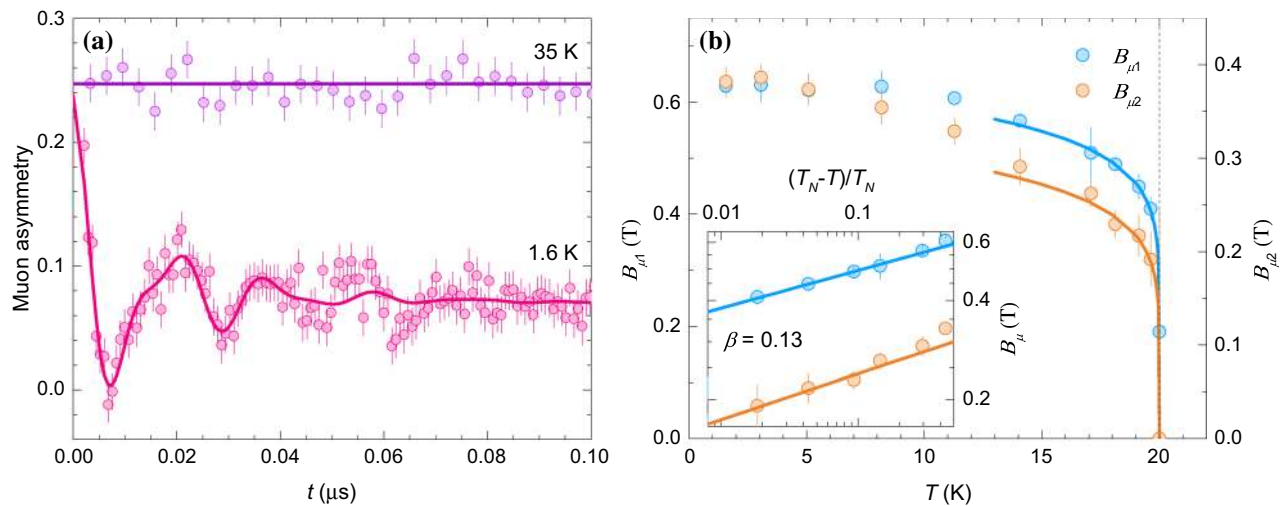 (a)
0.3
0.2
0.1
0.0
Muon asymmetry
35 K
1.6 K
0.00 0.02 0.04 0.06 0.08 0.10
t (μs)
(b)
Bμ1
Bμ2
0.6
0.4
0.2
0.0
Bμ1 (T)
0.4
0.3
0.2
0.1
0.0
Bμ2 (T)
(TN-T)/TN
0.01 0.1
0.6
0.4
0.2
Bμ (T)
β = 0.13
0 5 10 15 20
T (K)